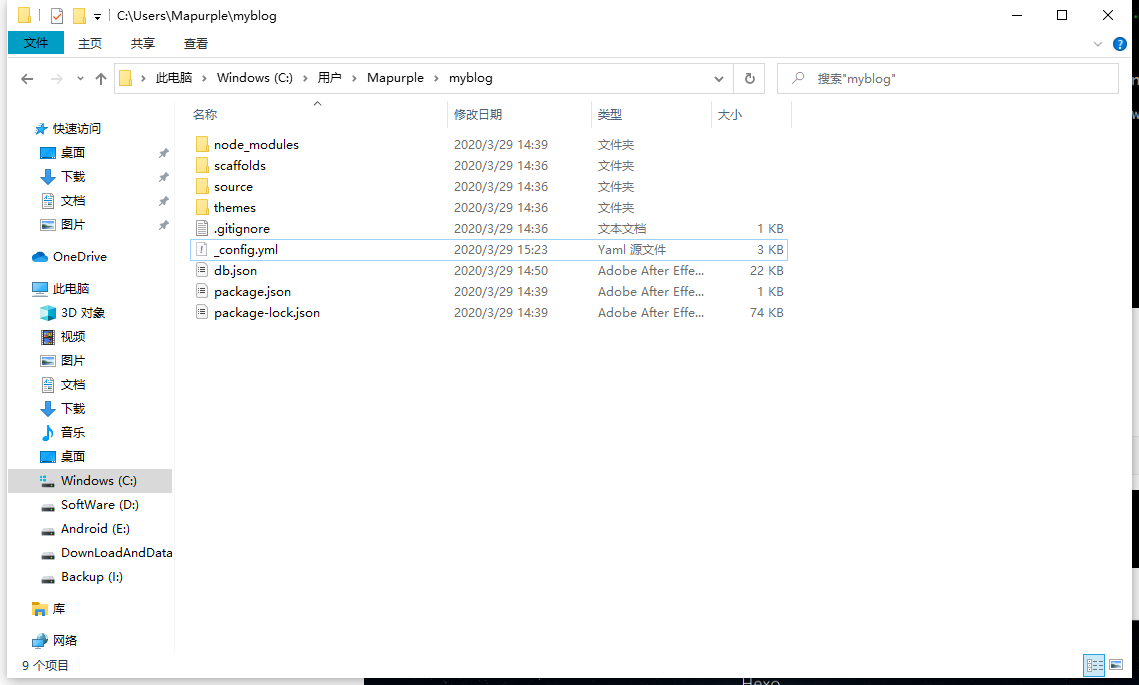 C:\Users\Mapurple\myblog
文件 主页 共享 查看
此电脑 Windows (C:) 用户 Mapurple myblog 搜索"myblog"
名称 修改日期 类型 大小
node_modules 2020/3/29 14:39 文件夹
scaffolds 2020/3/29 14:36 文件夹
source 2020/3/29 14:36 文件夹
themes 2020/3/29 14:36 文件夹
.gitignore 2020/3/29 14:36 文本文档 1 KB
_config.yml 2020/3/29 15:23 Yaml 源文件 3 KB
db.json 2020/3/29 14:50 Adobe After Effe... 22 KB
package.json 2020/3/29 14:39 Adobe After Effe... 1 KB
package-lock.json 2020/3/29 14:39 Adobe After Effe... 74 KB
快速访问
桌面
下载
文档
图片
OneDrive
此电脑
3D 对象
视频
图片
文档
下载
音乐
桌面
Windows (C:)
SoftWare (D:)
Android (E:)
DownLoadAndData
Backup (I:)
库
网络
9 个项目
Hexo